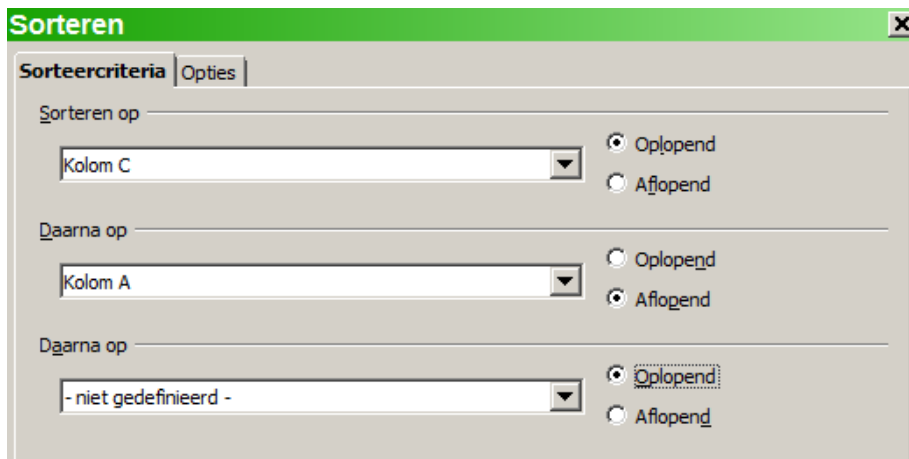 Sorteren
Sorteercriteria Opties
Sorteren op
Kolom C
Oplopend
Aflopend
Daarna op
Kolom A
Oplopend
Aflopend
Daarna op
- niet gedefinieerd -
Oplopend
Aflopend